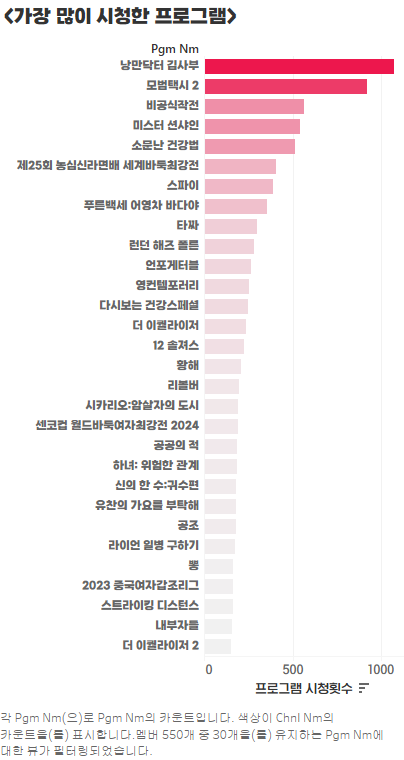 <가장 많이 시청한 프로그램>
Pgm Nm
낭만닥터 김사부
모범택시 2
비공식작전
미스터 션샤인
소문난 건강법
제25회 농심신라면배 세계바둑최강전
스파이
푸른백세 어영차 바다야
타짜
런던 해즈 폴른
언포게터블
영컨템포러리
다시보는 건강스페셜
더 이퀄라이저
12 솔져스
황해
리볼버
시카리오:암살자의 도시
센코컵 월드바둑여자최강전 2024
공공의 적
하녀: 위험한 관계
신의 한 수:귀수편
유찬의 가요를 부탁해
공조
라이언 일병 구하기
뽕
2023 중국여자갑조리그
스트라이킹 디스턴스
내부자들
더 이퀄라이저 2
0 500 1000
프로그램 시청횟수
각 Pgm Nm(으)로 Pgm Nm의 카운트입니다. 색상이 Chnl Nm의
카운트을(를) 표시합니다.멤버 550개 중 30개을(를) 유지하는 Pgm Nm에
대한 뷰가 필터링되었습니다.